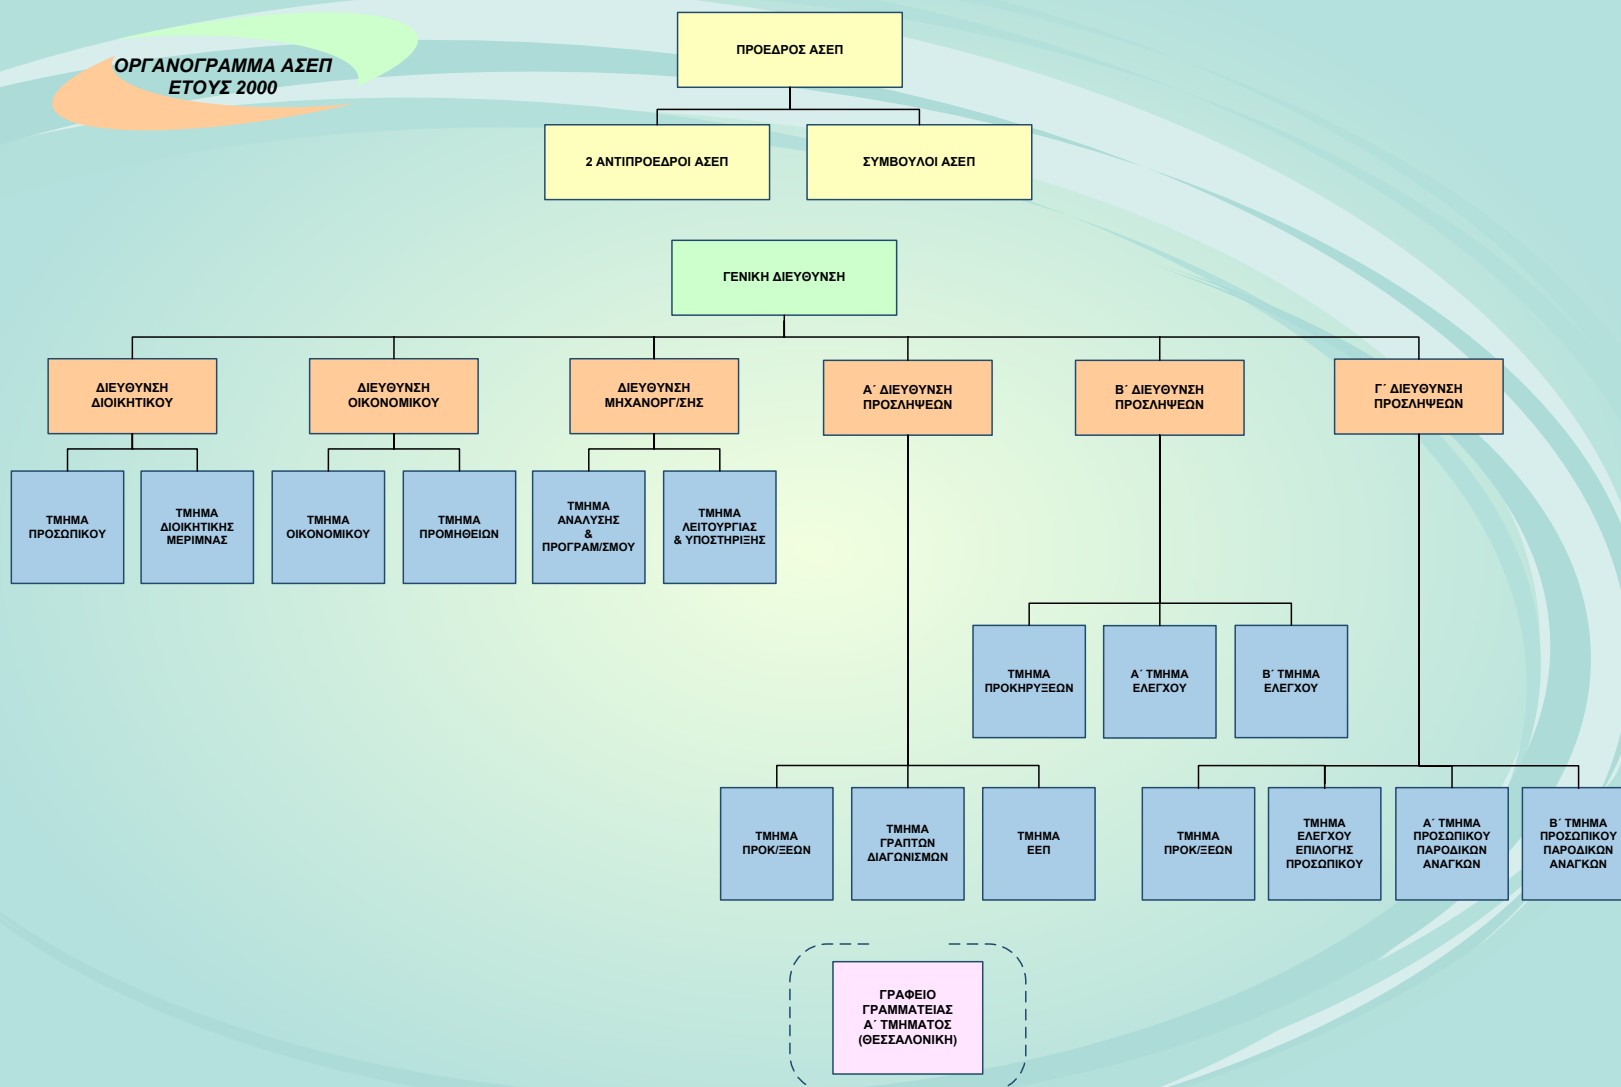 ΟΡΓΑΝΟΓΡΑΜΜΑ ΑΣΕΠ
ΕΤΟΥΣ 2000
ΠΡΟΕΔΡΟΣ ΑΣΕΠ
2 ΑΝΤΙΠΡΟΕΔΡΟΙ ΑΣΕΠ
ΣΥΜΒΟΥΛΟΙ ΑΣΕΠ
ΓΕΝΙΚΗ ΔΙΕΥΘΥΝΣΗ
ΔΙΕΥΘΥΝΣΗ
ΔΙΟΙΚΗΤΙΚΟΥ
ΔΙΕΥΘΥΝΣΗ
ΟΙΚΟΝΟΜΙΚΟΥ
ΔΙΕΥΘΥΝΣΗ
ΜΗΧΑΝΟΡΓ/ΣΗΣ
Α΄ ΔΙΕΥΘΥΝΣΗ
ΠΡΟΣΛΗΨΕΩΝ
Β΄ ΔΙΕΥΘΥΝΣΗ
ΠΡΟΣΛΗΨΕΩΝ
Γ΄ ΔΙΕΥΘΥΝΣΗ
ΠΡΟΣΛΗΨΕΩΝ
ΤΜΗΜΑ
ΠΡΟΣΩΠΙΚΟΥ
ΤΜΗΜΑ
ΔΙΟΙΚΗΤΙΚΗΣ
ΜΕΡΙΜΝΑΣ
ΤΜΗΜΑ
ΟΙΚΟΝΟΜΙΚΟΥ
ΤΜΗΜΑ
ΠΡΟΜΗΘΕΙΩΝ
ΤΜΗΜΑ
ΑΝΑΛΥΣΗΣ
&
ΠΡΟΓΡΑΜ/ΣΜΟΥ
ΤΜΗΜΑ
ΛΕΙΤΟΥΡΓΙΑΣ
& ΥΠΟΣΤΗΡΙΞΗΣ
ΤΜΗΜΑ
ΠΡΟΚΗΡΥΞΕΩΝ
Α΄ ΤΜΗΜΑ
ΕΛΕΓΧΟΥ
Β΄ ΤΜΗΜΑ
ΕΛΕΓΧΟΥ
ΤΜΗΜΑ
ΠΡΟΚ/ΞΕΩΝ
ΤΜΗΜΑ
ΓΡΑΠΤΩΝ
ΔΙΑΓΩΝΙΣΜΩΝ
ΤΜΗΜΑ
ΕΕΠ
ΤΜΗΜΑ
ΠΡΟΚ/ΞΕΩΝ
ΤΜΗΜΑ
ΕΛΕΓΧΟΥ
ΕΠΙΛΟΓΗΣ
ΠΡΟΣΩΠΙΚΟΥ
Α΄ ΤΜΗΜΑ
ΠΡΟΣΩΠΙΚΟΥ
ΠΑΡΟΔΙΚΩΝ
ΑΝΑΓΚΩΝ
Β΄ ΤΜΗΜΑ
ΠΡΟΣΩΠΙΚΟΥ
ΠΑΡΟΔΙΚΩΝ
ΑΝΑΓΚΩΝ
ΓΡΑΦΕΙΟ
ΓΡΑΜΜΑΤΕΙΑΣ
Α΄ ΤΜΗΜΑΤΟΣ
(ΘΕΣΣΑΛΟΝΙΚΗ)